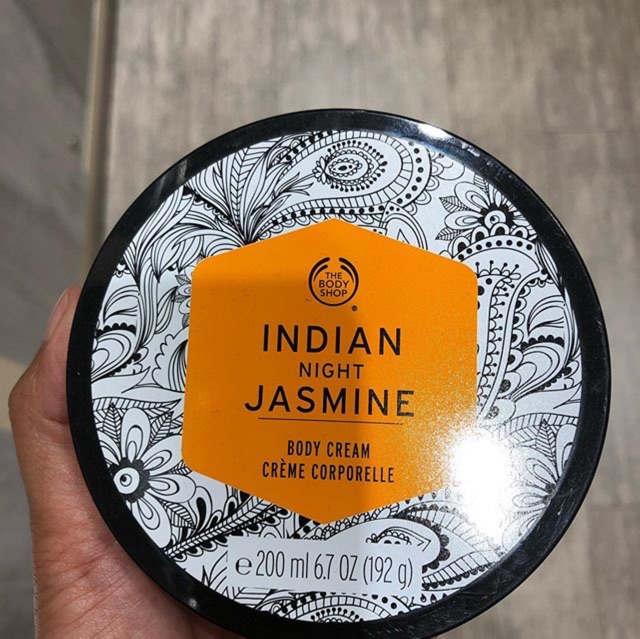 THE
BODY
SHOP
®
INDIAN
NIGHT
JASMINE
BODY CREAM
CRÈME CORPORELLE
℮ 200 ml 6.7 OZ (192 g)